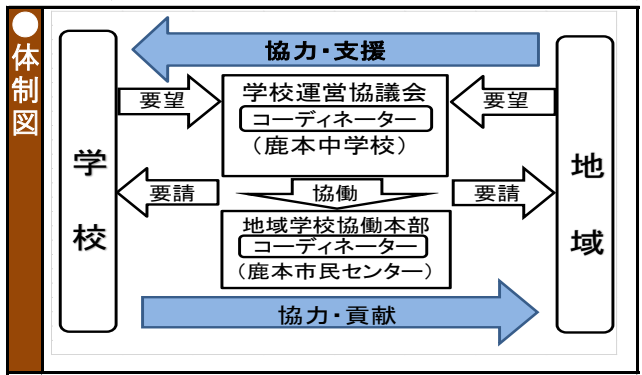 ●体制図
協力・支援
学校
地域
要望
学校運営協議会
コーディネーター
(鹿本中学校)
要望
要請
協働
要請
地域学校協働本部
コーディネーター
(鹿本市民センター)
協力・貢献